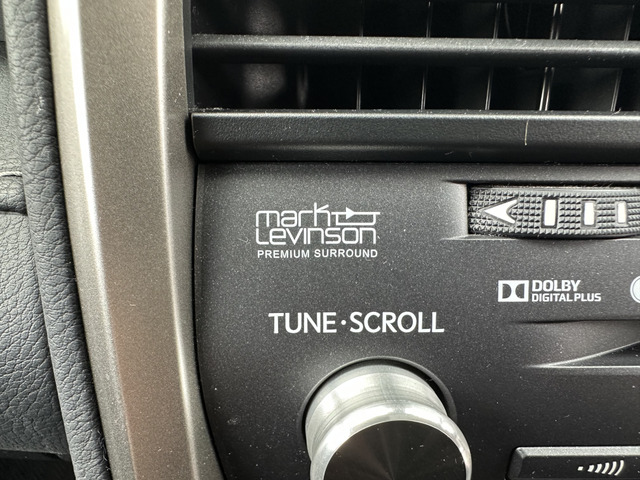 mark
Levinson
PREMIUM SURROUND
DOLBY
DIGITAL PLUS
TUNE·SCROLL